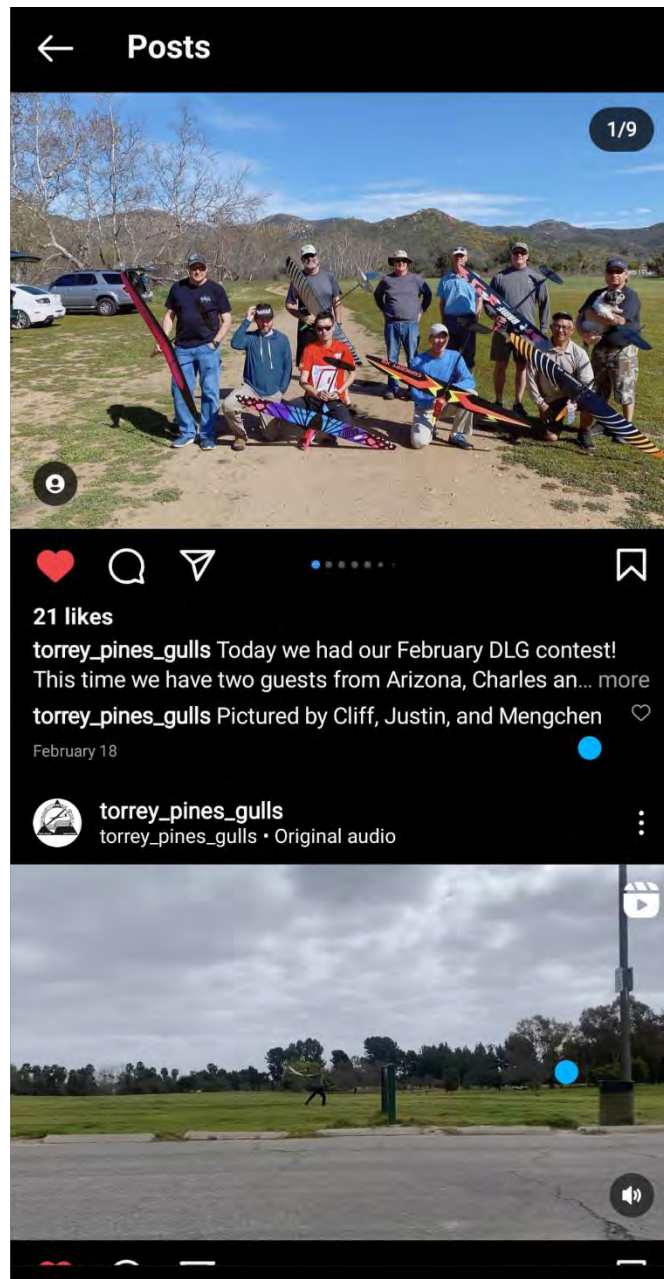 Posts
1/9
CONCEPT
21 likes
torrey_pines_gulls Today we had our February DLG contest!
This time we have two guests from Arizona, Charles an... more
torrey_pines_gulls Pictured by Cliff, Justin, and Mengchen
February 18
torrey_pines_gulls
torrey_pines_gulls • Original audio